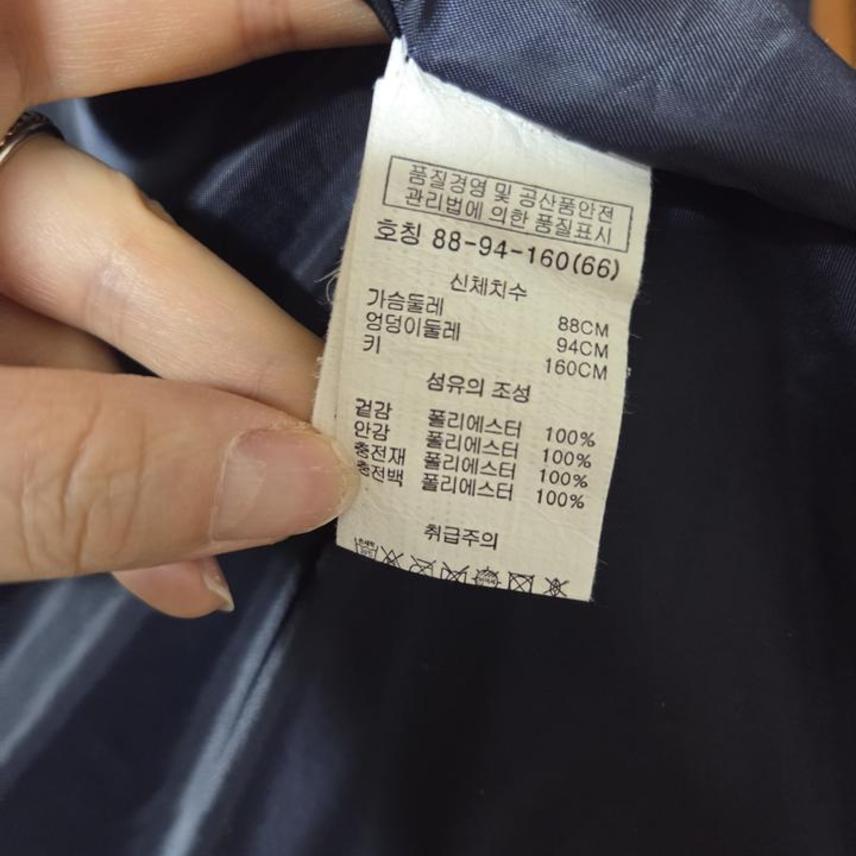 품질경영 및 공산품안전
관리법에 의한 품질표시
호칭 88-94-160(66)
신체치수
가슴둘레 88CM
엉덩이둘레 94CM
키 160CM
섬유의 조성
겉감 폴리에스터 100%
안감 폴리에스터 100%
충전재 폴리에스터 100%
충전백 폴리에스터 100%
취급주의